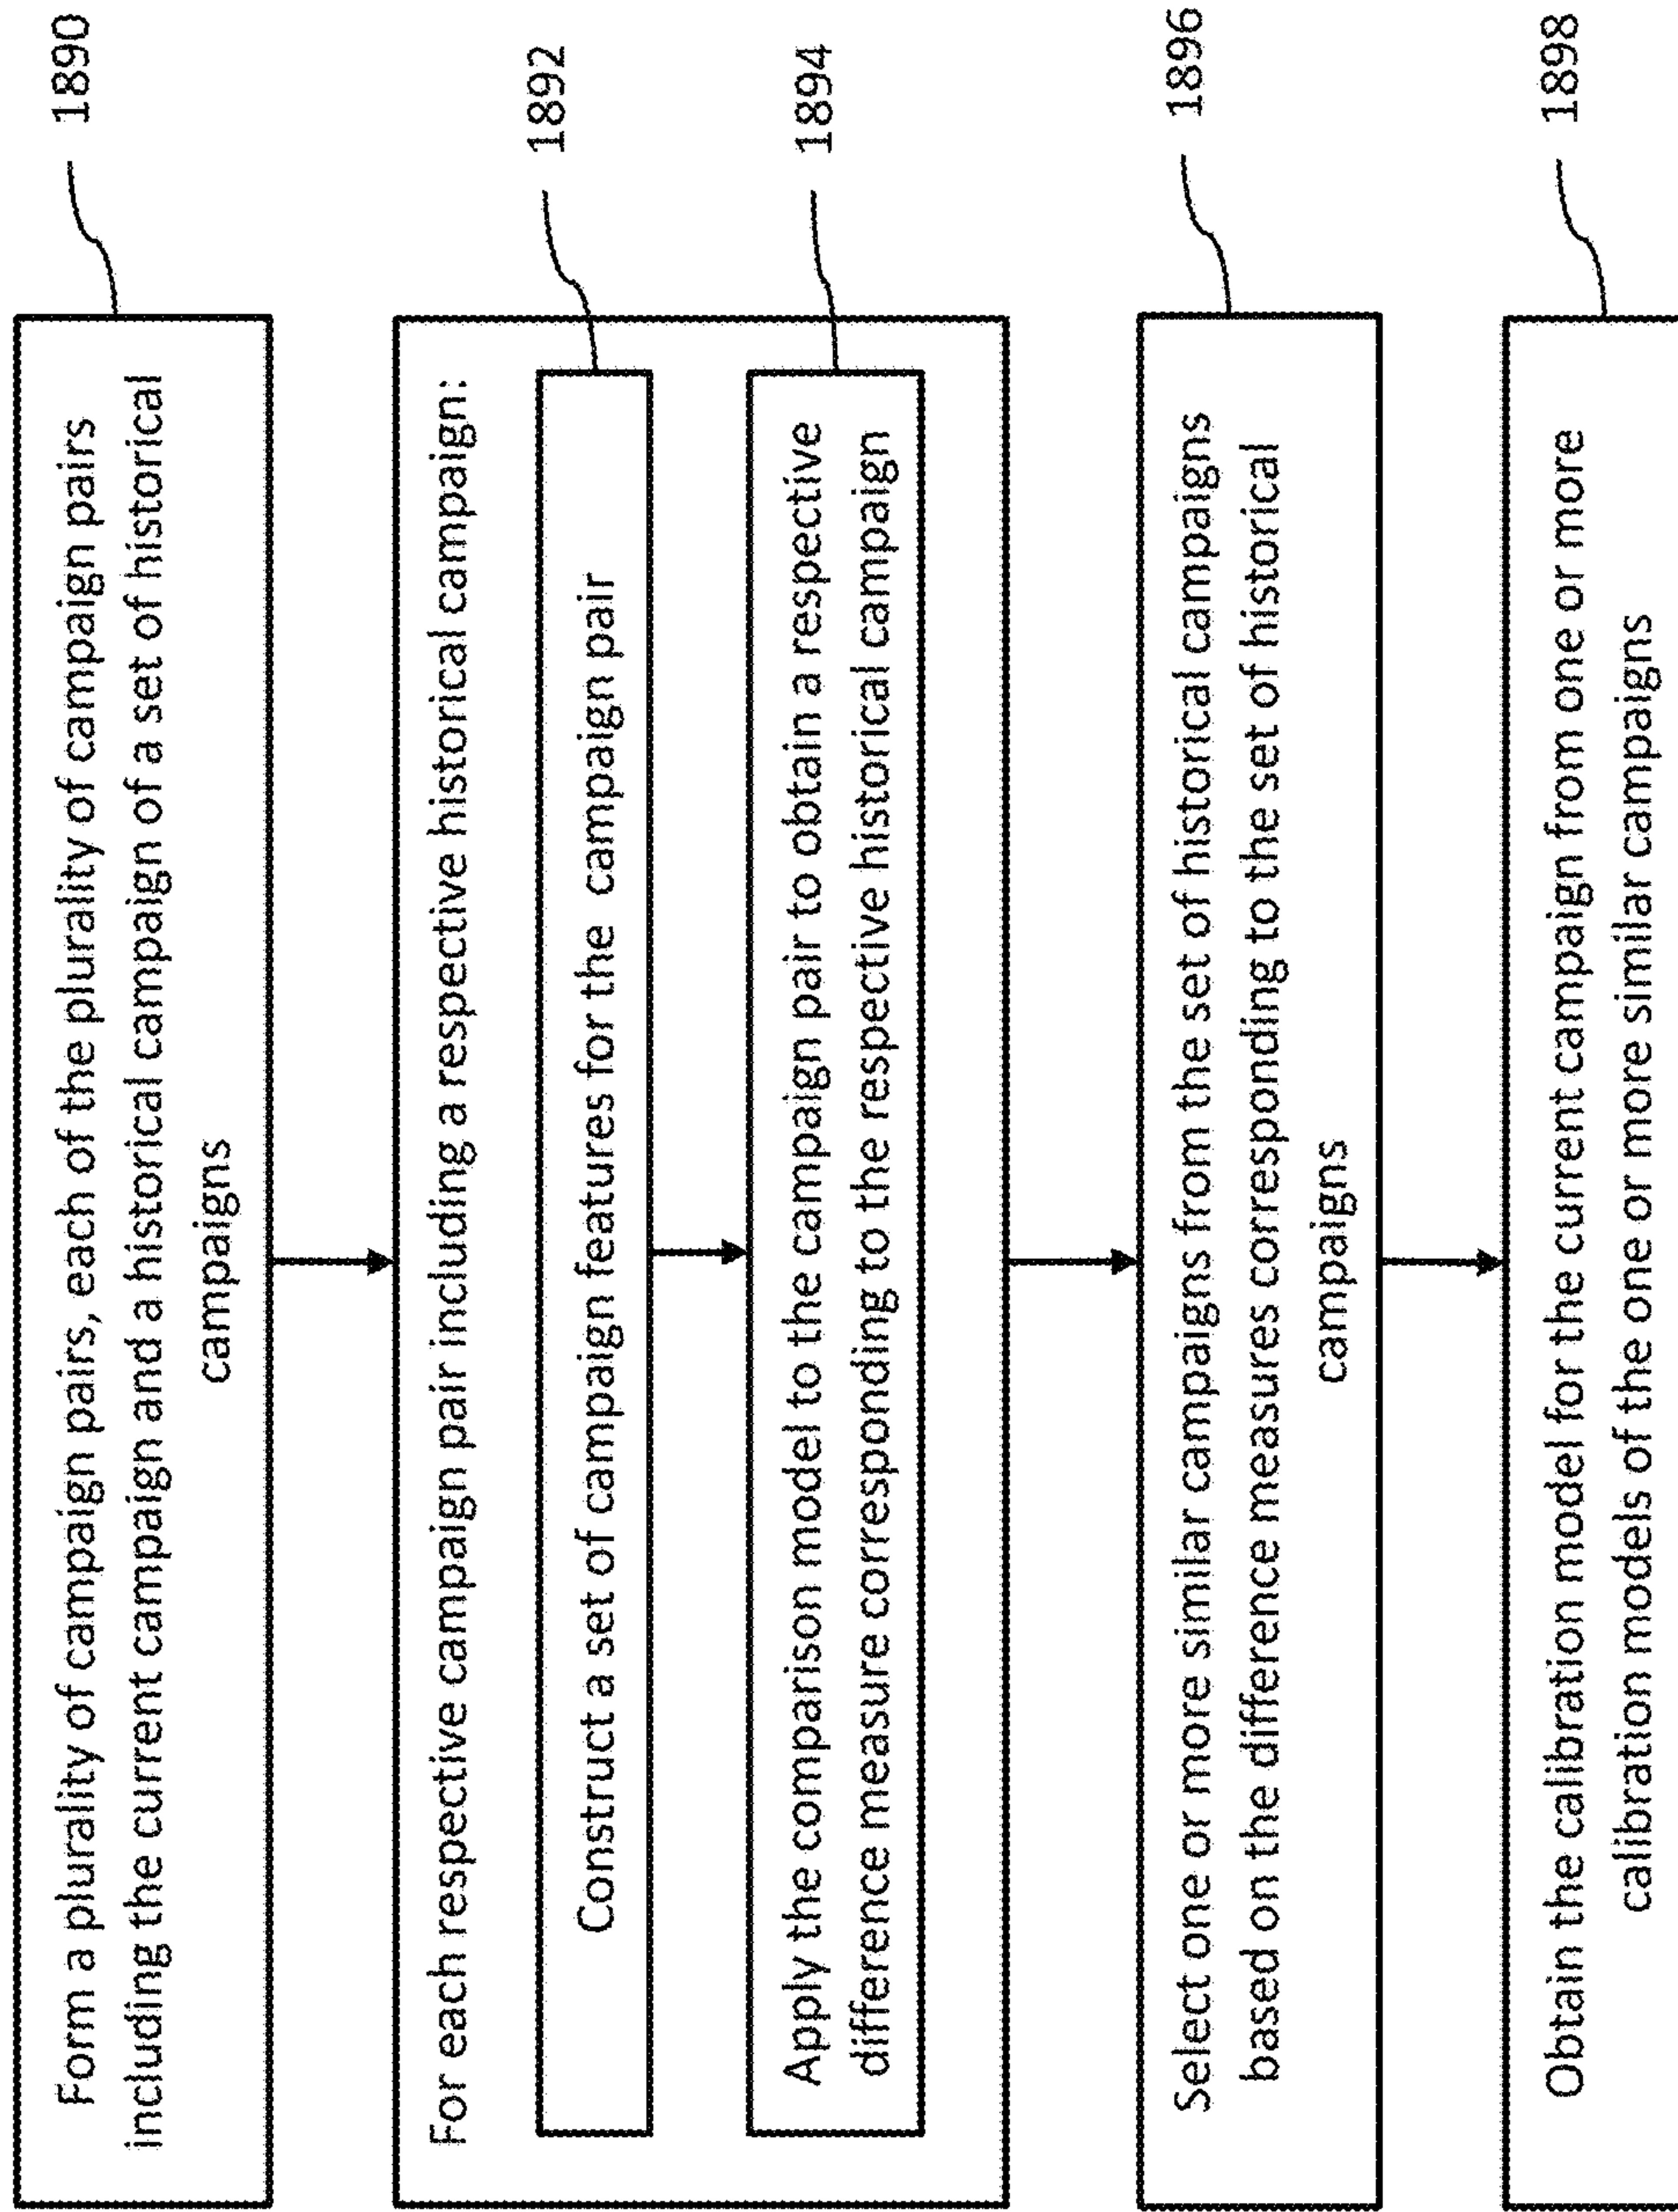 Form a plurality of campaign pairs, each of the plurality of campaign pairs
including the current campaign and a historical campaign of a set of historical
campaigns
1890
For each respective campaign pair including a respective historical campaign:
Construct a set of campaign features for the campaign pair
1892
Apply the comparison model to the campaign pair to obtain a respective
difference measure corresponding to the respective historical campaign
1894
Select one or more similar campaigns from the set of historical campaigns
based on the difference measures corresponding to the set of historical
campaigns
1896
Obtain the calibration model for the current campaign from one or more
calibration models of the one or more similar campaigns
1898